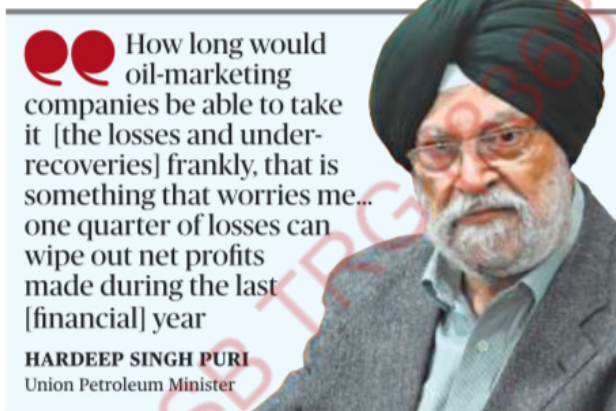 How long would
oil-marketing
companies be able to take
it [the losses and under-
recoveries] frankly, that is
something that worries me...
one quarter of losses can
wipe out net profits
made during the last
[financial] year
HARDEEP SINGH PURI
Union Petroleum Minister